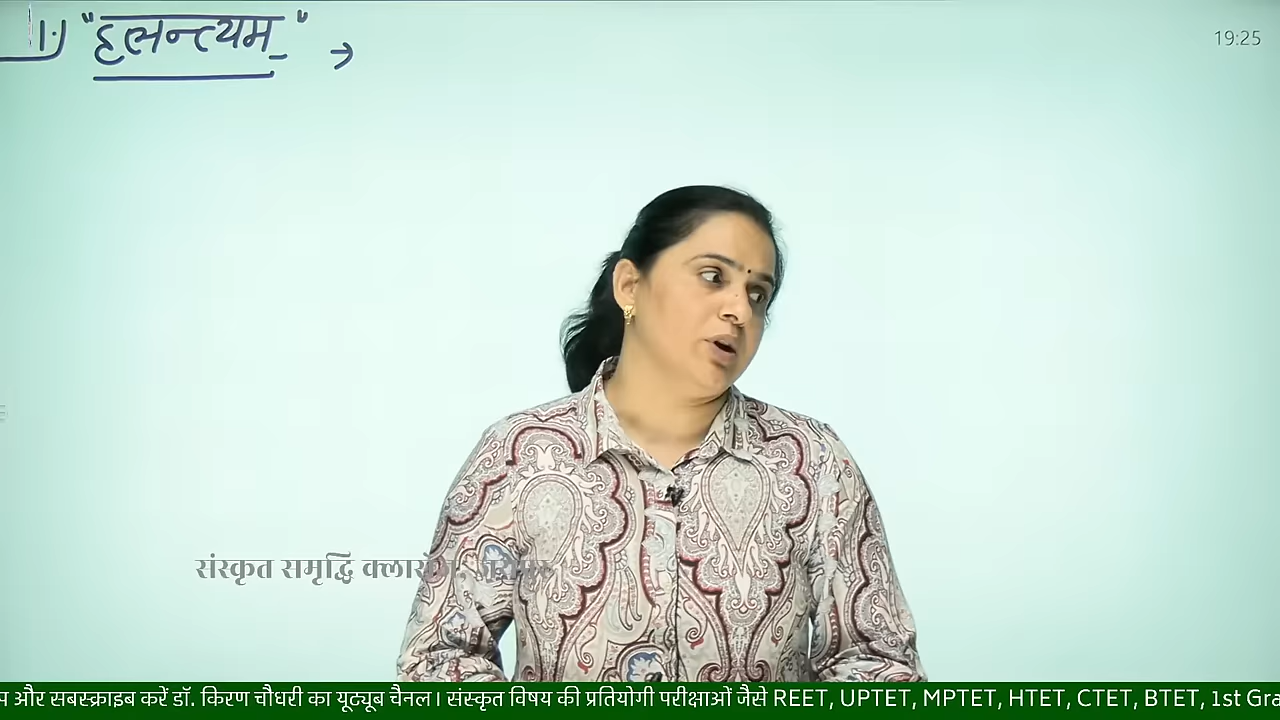 1.) "हलन्त्यम्" →
19:25
संस्कृत समृद्धि क्लासेज
और सबस्क्राइब करें डॉ. किरण चौधरी का यूट्यूब चैनल। संस्कृत विषय की प्रतियोगी परीक्षाओं जैसे REET, UPTET, MPTET, HTET, CTET, BTET, 1st Gra